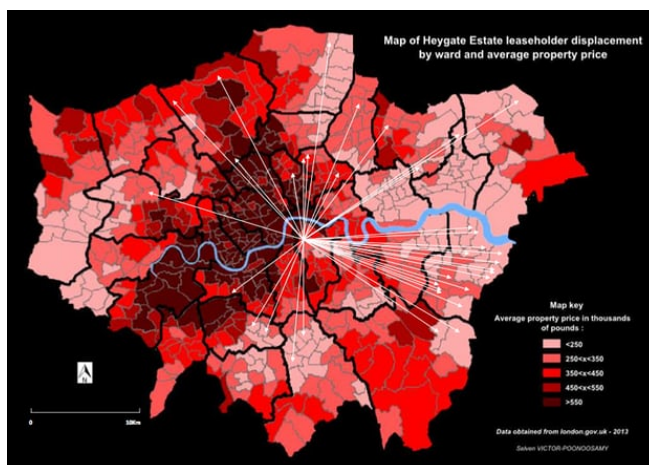 Map of Heygate Estate leaseholder displacement
by ward and average property price
Map key
Average property price in thousands
of pounds :
<250
250<x<350
350<x<450
450<x<550
>550
N
0
10Km
Data obtained from london.gov.uk - 2013
Salven VICTOR-POONOOSAMY